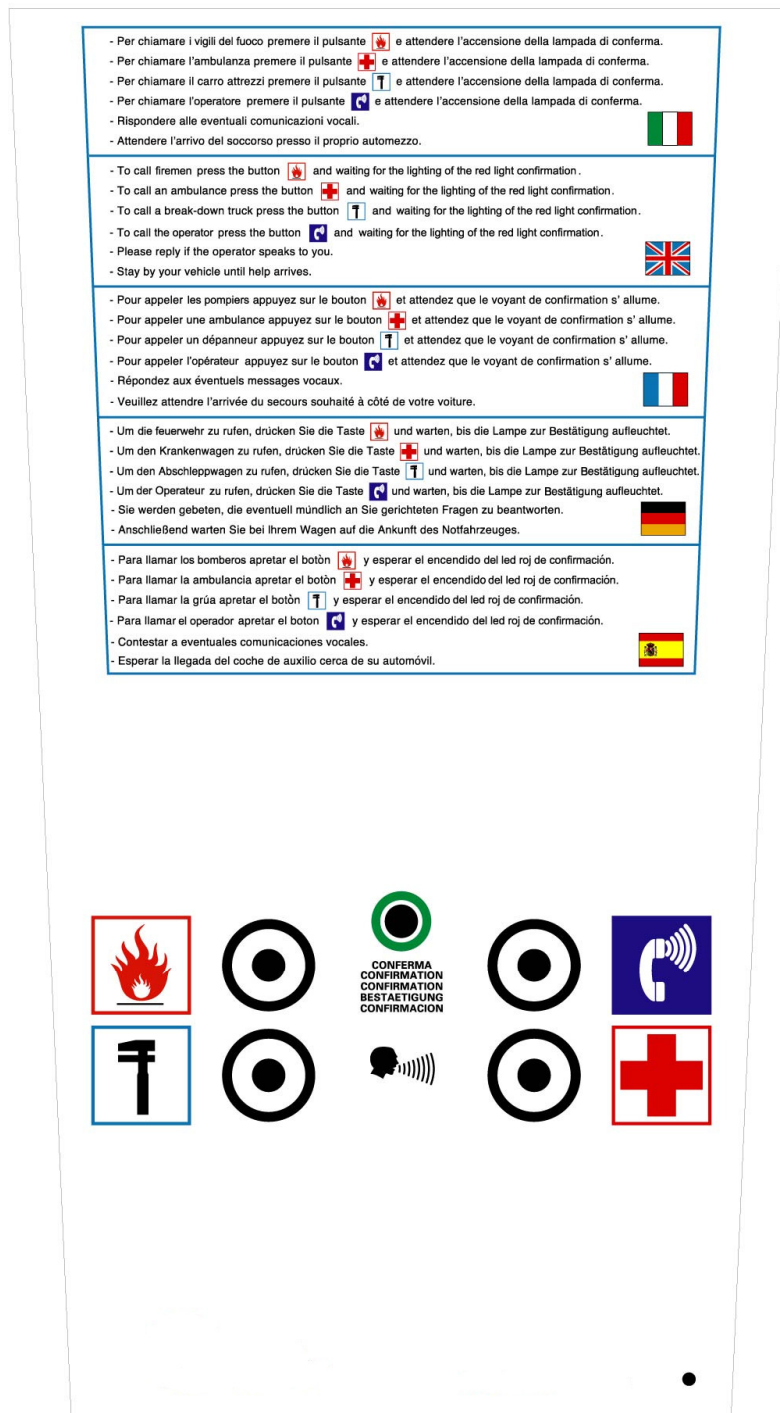 - Per chiamare i vigili del fuoco premere il pulsante e attendere l'accensione della lampada di conferma.
- Per chiamare l'ambulanza premere il pulsante e attendere l'accensione della lampada di conferma.
- Per chiamare il carro attrezzi premere il pulsante e attendere l'accensione della lampada di conferma.
- Per chiamare l'operatore premere il pulsante e attendere l'accensione della lampada di conferma.
- Rispondere alle eventuali comunicazioni vocali.
- Attendere l'arrivo del soccorso presso il proprio automezzo.
- To call firemen press the button and waiting for the lighting of the red light confirmation.
- To call an ambulance press the button and waiting for the lighting of the red light confirmation.
- To call a break-down truck press the button and waiting for the lighting of the red light confirmation.
- To call the operator press the button and waiting for the lighting of the red light confirmation.
- Please reply if the operator speaks to you.
- Stay by your vehicle until help arrives.
- Pour appeler les pompiers appuyez sur le bouton et attendez que le voyant de confirmation s' allume.
- Pour appeler une ambulance appuyez sur le bouton et attendez que le voyant de confirmation s' allume.
- Pour appeler un dépanneur appuyez sur le bouton et attendez que le voyant de confirmation s' allume.
- Pour appeler l'opérateur appuyez sur le bouton et attendez que le voyant de confirmation s' allume.
- Répondez aux éventuels messages vocaux.
- Veuillez attendre l'arrivée du secours souhaité à côté de votre voiture.
- Um die feuerwehr zu rufen, drúcken Sie die Taste und warten, bis die Lampe zur Bestätigung aufleuchtet.
- Um den Krankenwagen zu rufen, drúcken Sie die Taste und warten, bis die Lampe zur Bestätigung aufleuchtet.
- Um den Abschleppwagen zu rufen, drúcken Sie die Taste und warten, bis die Lampe zur Bestätigung aufleuchtet.
- Um der Operateur zu rufen, drúcken Sie die Taste und warten, bis die Lampe zur Bestätigung aufleuchtet.
- Sie werden gebeten, die eventuell múndlich an Sie gerichteten Fragen zu beantworten.
- Anschließend warten Sie bei Ihrem Wagen auf die Ankunft des Notfahrzeuges.
- Para llamar los bomberos apretar el botòn y esperar el encendido del led roj de confirmación.
- Para llamar la ambulancia apretar el botòn y esperar el encendido del led roj de confirmación.
- Para llamar la grúa apretar el botòn y esperar el encendido del led roj de confirmación.
- Para llamar el operador apretar el boton y esperar el encendido del led roj de confirmación.
- Contestar a eventuales comunicaciones vocales.
- Esperar la llegada del coche de auxilio cerca de su automóvil.
CONFERMA
CONFIRMATION
CONFIRMATION
BESTAETIGUNG
CONFIRMACION